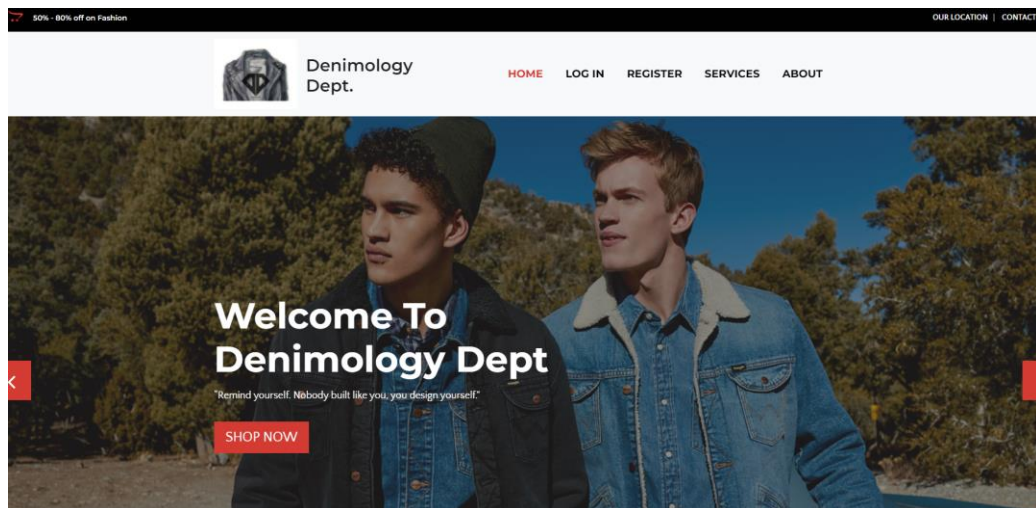 50% - 80% off on Fashion
OUR LOCATION | CONTACT
Denimology
Dept.
HOME LOG IN REGISTER SERVICES ABOUT
Welcome To
Denimology Dept
"Remind yourself. Nobody built like you, you design yourself."
SHOP NOW